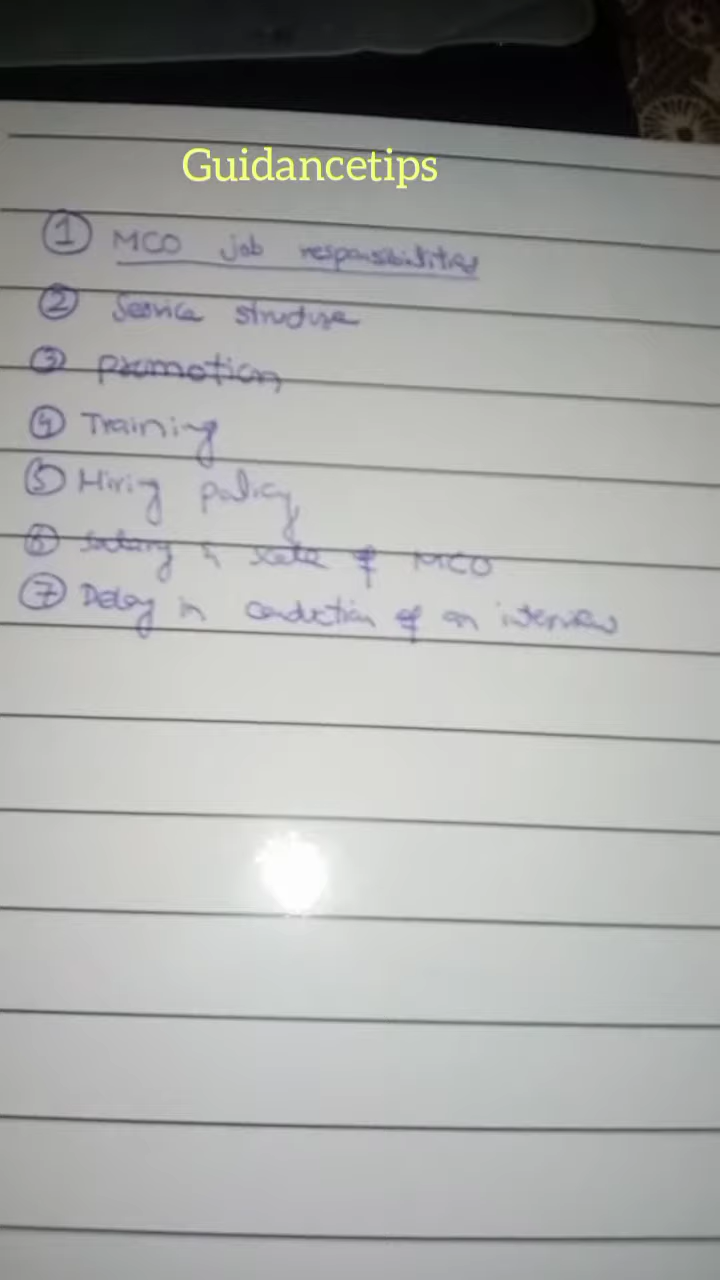 Guidancetips
① MCO job responsibilities
② Service structure
③ promotion
④ Training
⑤ Hiring policy
⑥ salary & scale of MCO
⑦ Delay in conduction of an interview